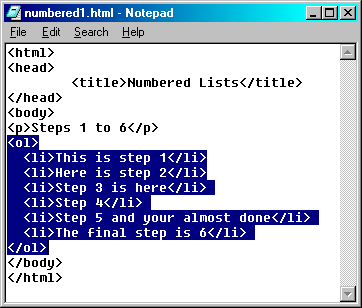 numbered1.html - Notepad
File Edit Search Help
<html>
<head>
<title>Numbered Lists</title>
</head>
<body>
<p>Steps 1 to 6</p>
<ol>
<li>This is step 1</li>
<li>Here is step 2</li>
<li>Step 3 is here</li>
<li>Step 4</li>
<li>Step 5 and your almost done</li>
<li>The final step is 6</li>
</ol>
</body>
</html>